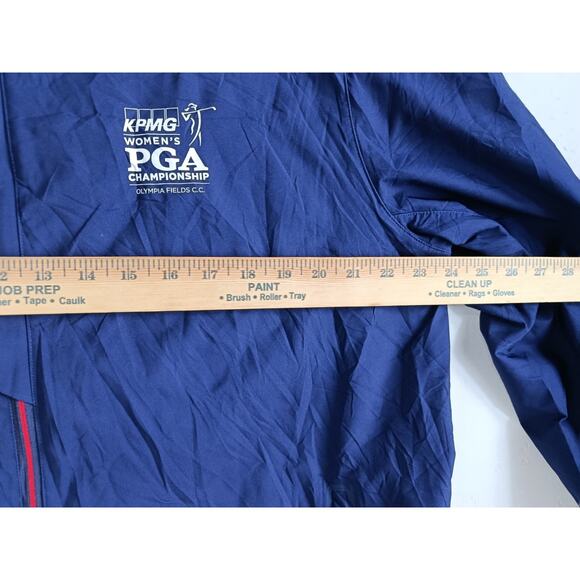 KPMG
WOMEN'S
PGA
CHAMPIONSHIP
OLYMPIA FIELDS C.C.
12 13 14 15 16 17 18 19 20 21 22 23 24 25 26 27 28
JOB PREP PAINT CLEAN UP
• Tape • Caulk • Brush • Roller • Tray • Cleaner • Rags • Gloves